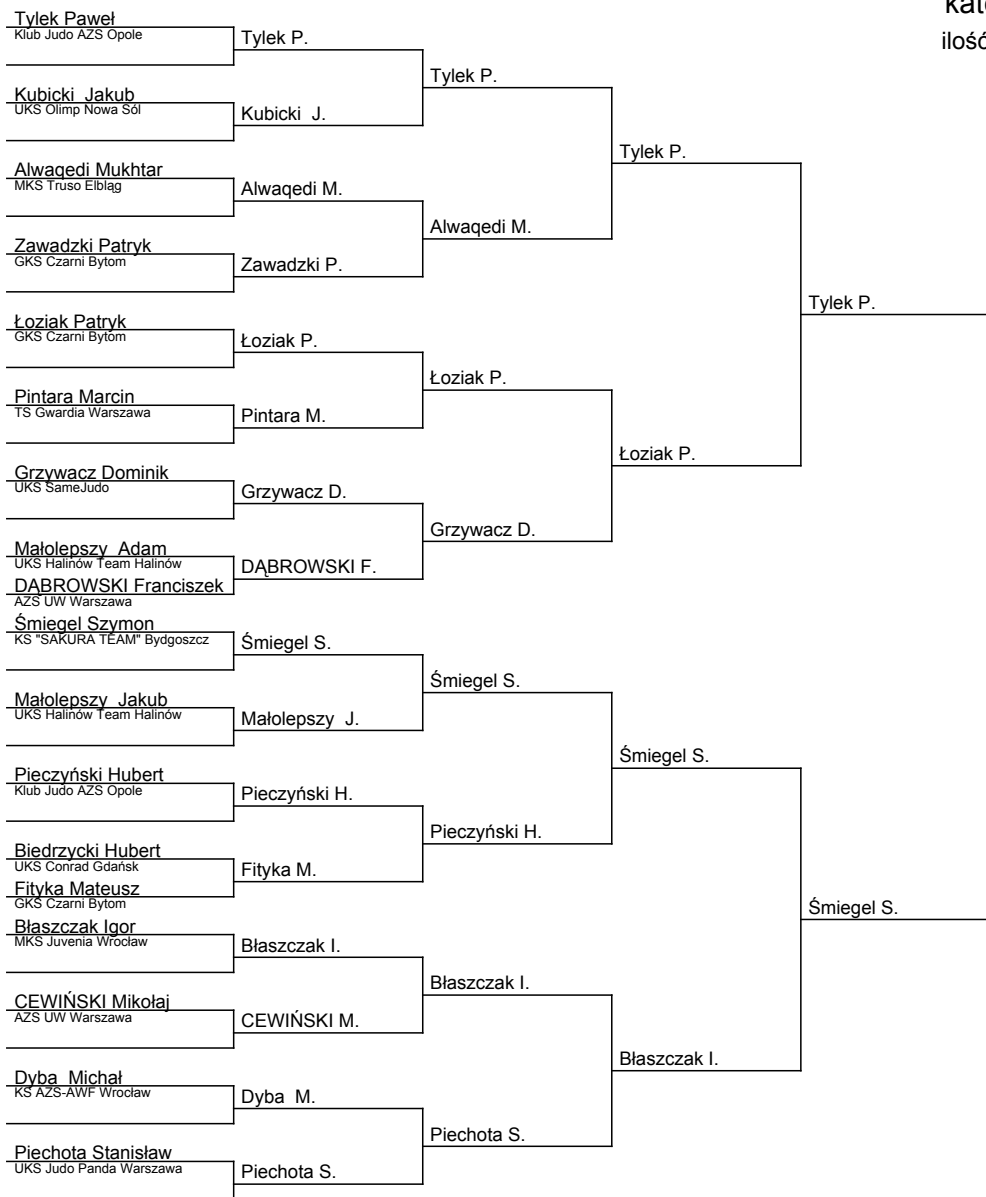 kate
ilość
Tylek Paweł
Klub Judo AZS Opole
Kubicki  Jakub
UKS Olimp Nowa Sól
Alwaqedi Mukhtar
MKS Truso Elbląg
Zawadzki Patryk
GKS Czarni Bytom
Łoziak Patryk
GKS Czarni Bytom
Pintara Marcin
TS Gwardia Warszawa
Grzywacz Dominik
UKS SameJudo
Małolepszy  Adam
UKS Halinów Team Halinów
DĄBROWSKI Franciszek
AZS UW Warszawa
Śmiegel Szymon
KS "SAKURA TEAM" Bydgoszcz
Małolepszy  Jakub
UKS Halinów Team Halinów
Pieczyński Hubert
Klub Judo AZS Opole
Biedrzycki Hubert
UKS Conrad Gdańsk
Fityka Mateusz
GKS Czarni Bytom
Błaszczak Igor
MKS Juvenia Wrocław
CEWIŃSKI Mikołaj
AZS UW Warszawa
Dyba  Michał
KS AZS-AWF Wrocław
Piechota Stanisław
UKS Judo Panda Warszawa
Tylek P.
Kubicki  J.
Alwaqedi M.
Zawadzki P.
Łoziak P.
Pintara M.
Grzywacz D.
DĄBROWSKI F.
Śmiegel S.
Małolepszy  J.
Pieczyński H.
Fityka M.
Błaszczak I.
CEWIŃSKI M.
Dyba  M.
Piechota S.
Tylek P.
Alwaqedi M.
Łoziak P.
Grzywacz D.
Śmiegel S.
Pieczyński H.
Błaszczak I.
Piechota S.
Tylek P.
Łoziak P.
Śmiegel S.
Błaszczak I.
Tylek P.
Śmiegel S.